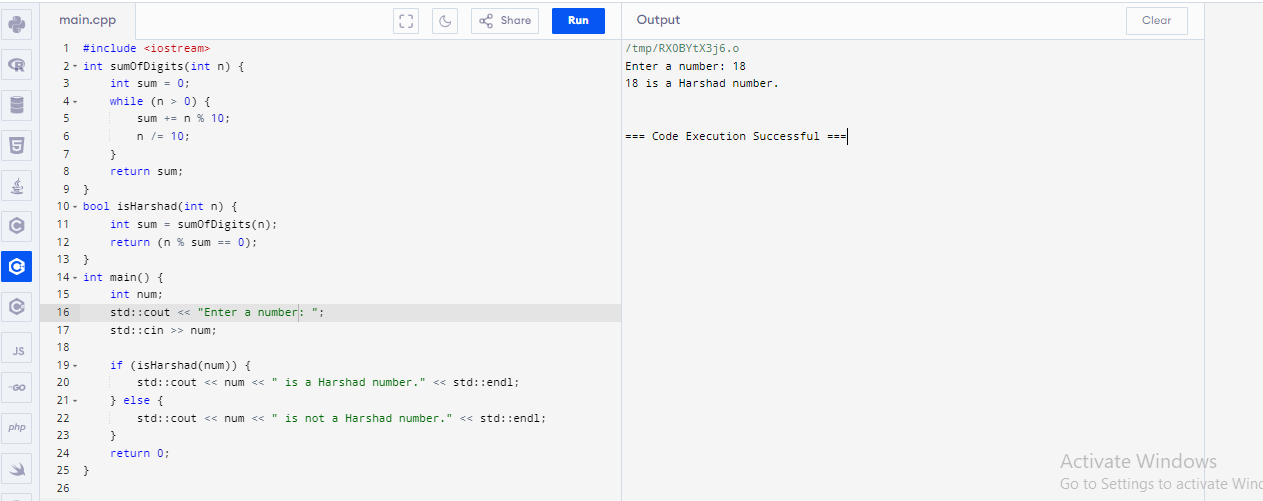 main.cpp
Share
Run
Output
Clear
1 #include <iostream>
2 int sumOfDigits(int n) {
3     int sum = 0;
4     while (n > 0) {
5         sum += n % 10;
6         n /= 10;
7     }
8     return sum;
9 }
10 bool isHarshad(int n) {
11     int sum = sumOfDigits(n);
12     return (n % sum == 0);
13 }
14 int main() {
15     int num;
16     std::cout << "Enter a number: ";
17     std::cin >> num;
18
19     if (isHarshad(num)) {
20         std::cout << num << " is a Harshad number." << std::endl;
21     } else {
22         std::cout << num << " is not a Harshad number." << std::endl;
23     }
24     return 0;
25 }
26
/tmp/RXOBYtX3j6.o
Enter a number: 18
18 is a Harshad number.
=== Code Execution Successful ===
JS
GO
php
Activate Windows
Go to Settings to activate Winc